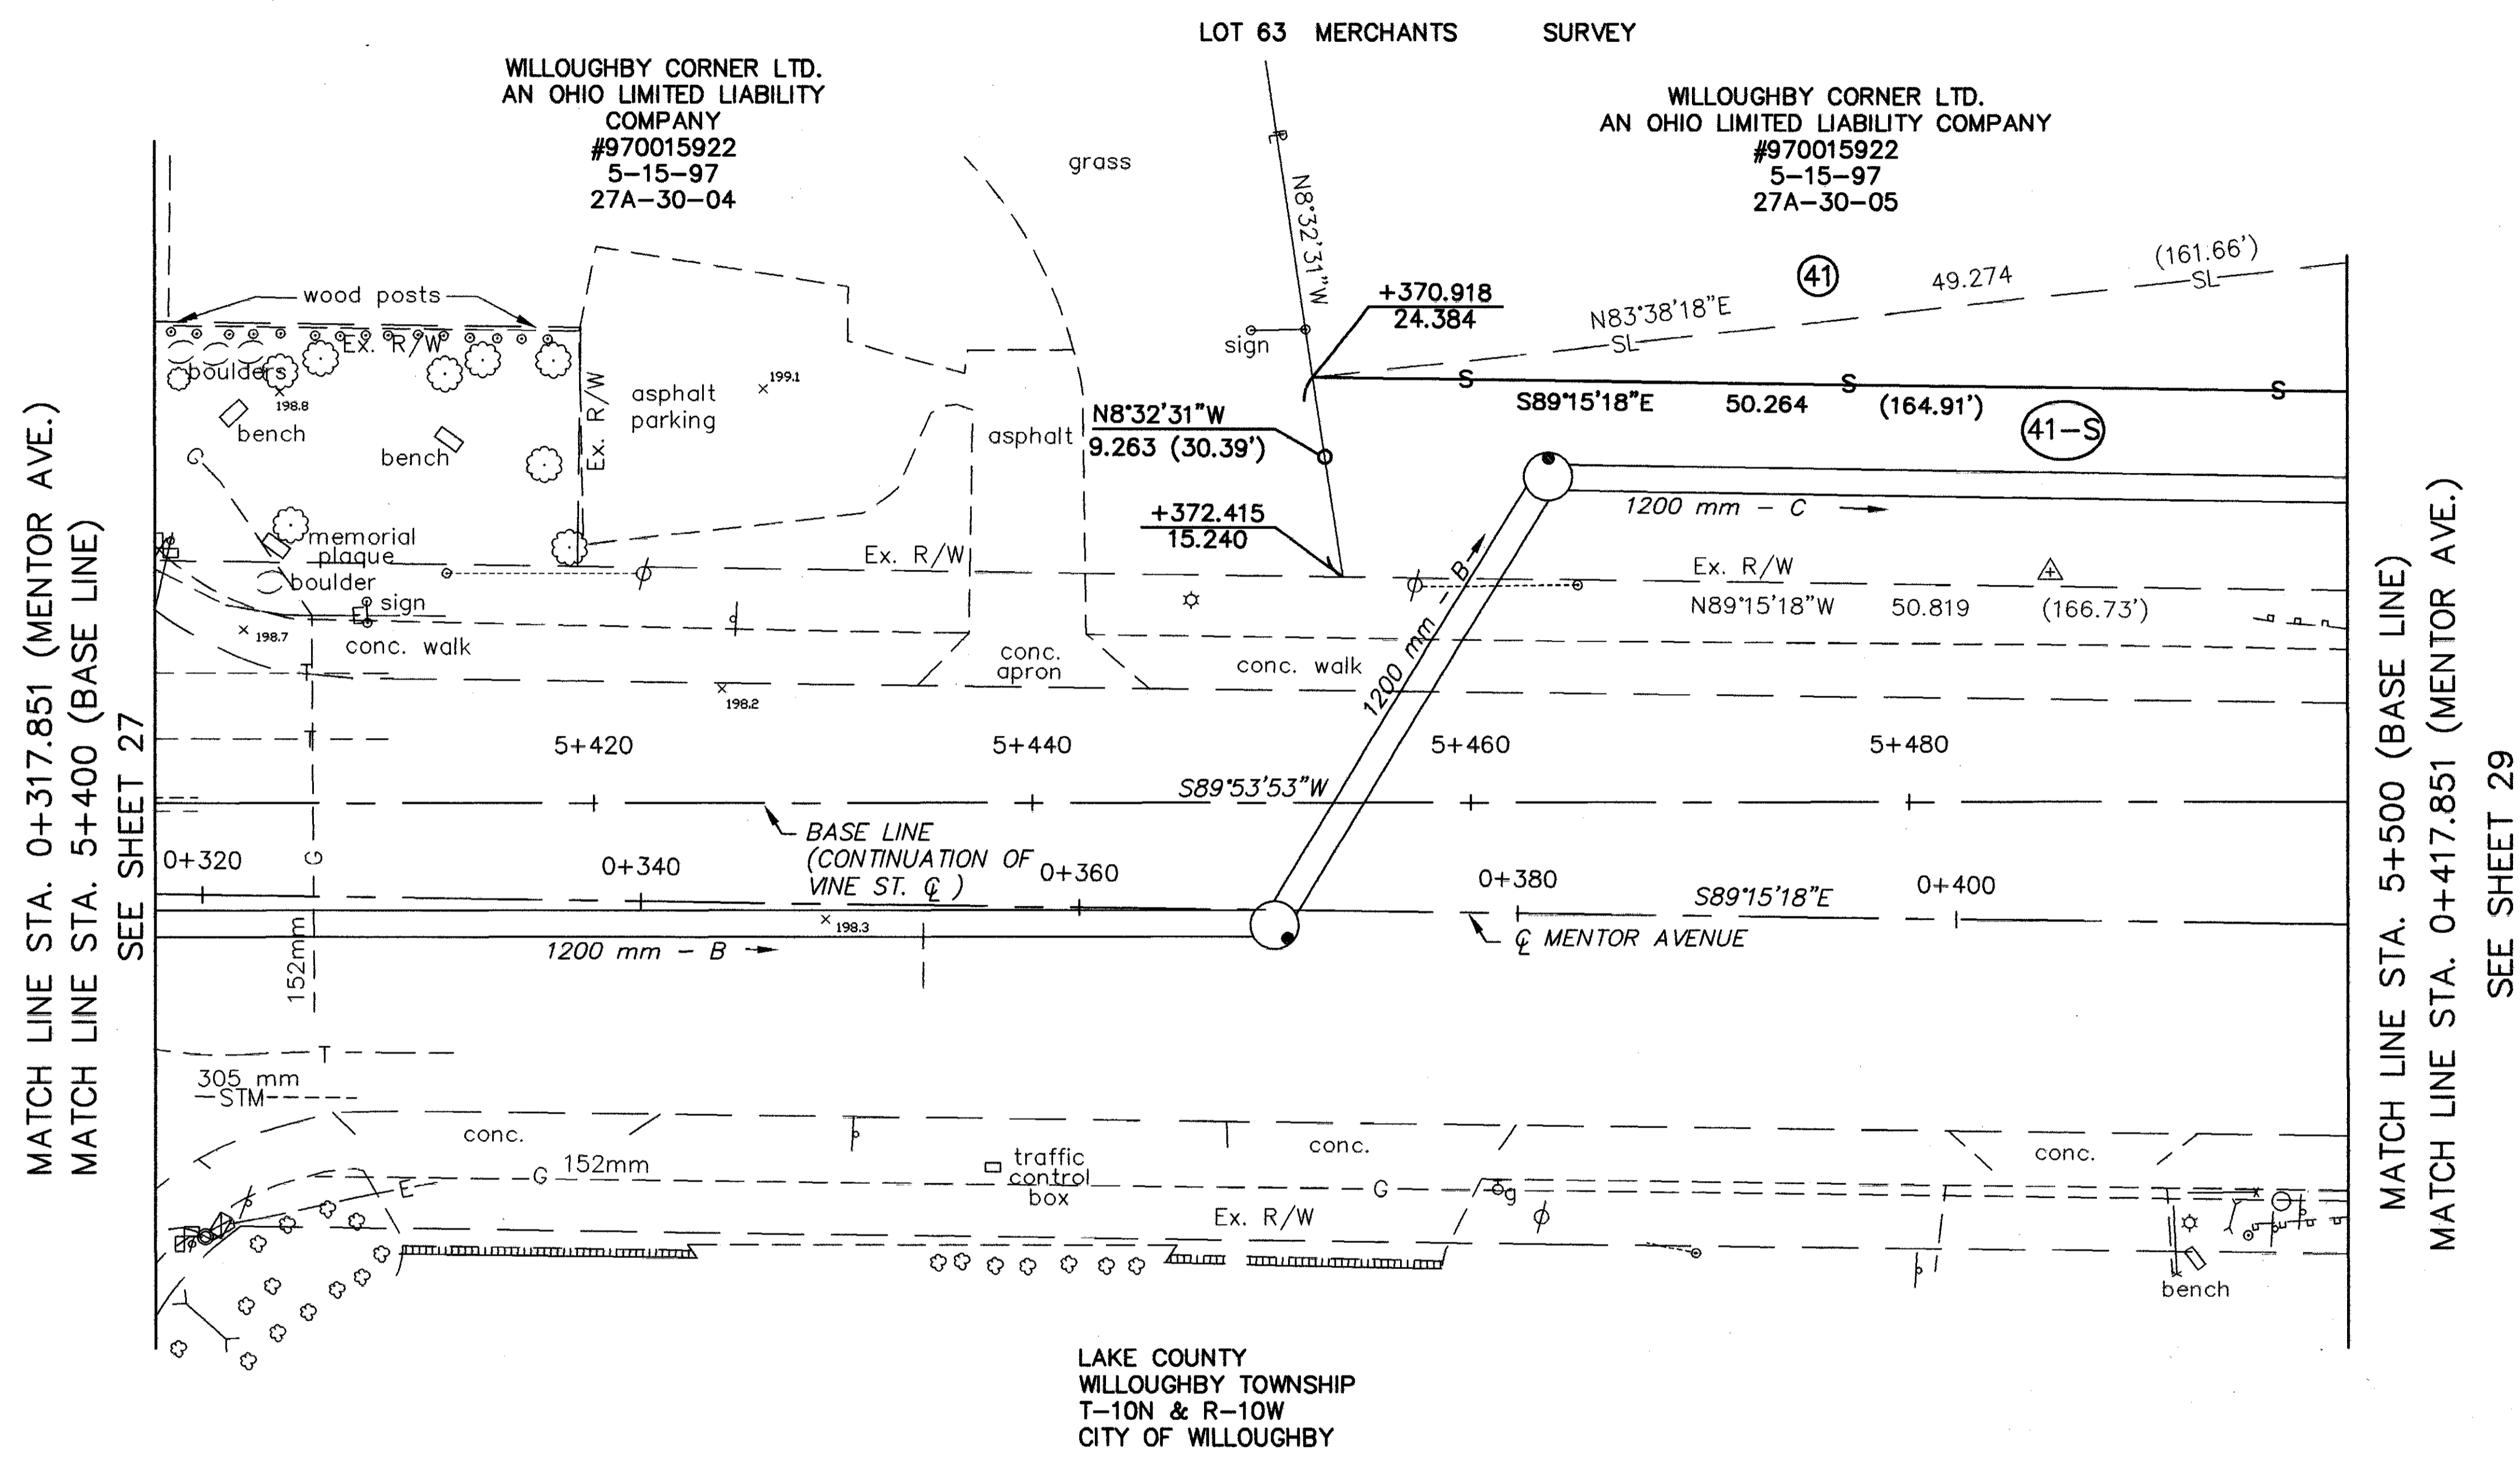 LOT 63 MERCHANTS SURVEY
WILLOUGHBY CORNER LTD.
AN OHIO LIMITED LIABILITY
COMPANY
#970015922
5-15-97
27A-30-04
WILLOUGHBY CORNER LTD.
AN OHIO LIMITED LIABILITY COMPANY
#970015922
5-15-97
27A-30-05
grass
N8°32'31"W
41
49.274
(161.66')
SL
N83°38'18"E
SL
+370.918
24.384
sign
wood posts
Ex. R/W
boulders
198.8
bench
bench
Ex. R/W
asphalt
parking
199.1
asphalt
N8°32'31"W
9.263 (30.39')
S
S
S
S89°15'18"E
50.264
(164.91')
41-S
G
1200 mm - C
+372.415
15.240
memorial
plaque
boulder
sign
Ex. R/W
Ex. R/W
N89°15'18"W
50.819
(166.73')
198.7
conc. walk
conc.
apron
conc. walk
1200 mm - B
T
198.2
T
5+420
5+440
5+460
5+480
S89°53'53"W
BASE LINE
(CONTINUATION OF
VINE ST. ℄ )
G
0+320
0+340
0+360
0+380
0+400
S89°15'18"E
198.3
℄ MENTOR AVENUE
1200 mm - B
152mm
T
305 mm
STM
conc.
conc.
conc.
G
152mm
E
traffic
control
box
G
g
Ex. R/W
bench
LAKE COUNTY
WILLOUGHBY TOWNSHIP
T-10N & R-10W
CITY OF WILLOUGHBY
MATCH LINE STA. 0+317.851 (MENTOR AVE.)
MATCH LINE STA. 5+400 (BASE LINE)
SEE SHEET 27
MATCH LINE STA. 5+500 (BASE LINE)
MATCH LINE STA. 0+417.851 (MENTOR AVE.)
SEE SHEET 29